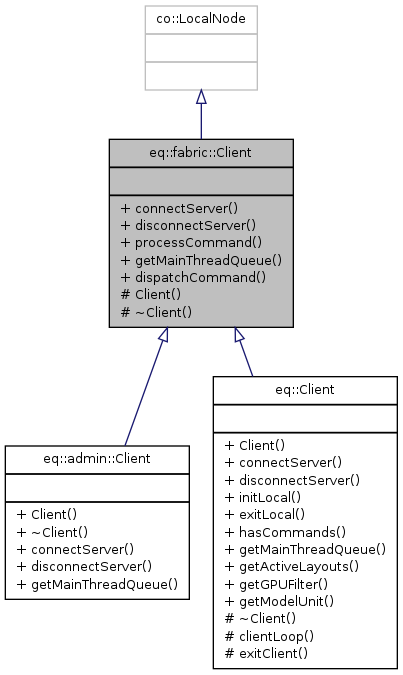 co::LocalNode
eq::fabric::Client
+ connectServer()
+ disconnectServer()
+ processCommand()
+ getMainThreadQueue()
+ dispatchCommand()
# Client()
# ~Client()
eq::admin::Client
+ Client()
+ ~Client()
+ connectServer()
+ disconnectServer()
+ getMainThreadQueue()
eq::Client
+ Client()
+ connectServer()
+ disconnectServer()
+ initLocal()
+ exitLocal()
+ hasCommands()
+ getMainThreadQueue()
+ getActiveLayouts()
+ getGPUFilter()
+ getModelUnit()
# ~Client()
# clientLoop()
# exitClient()